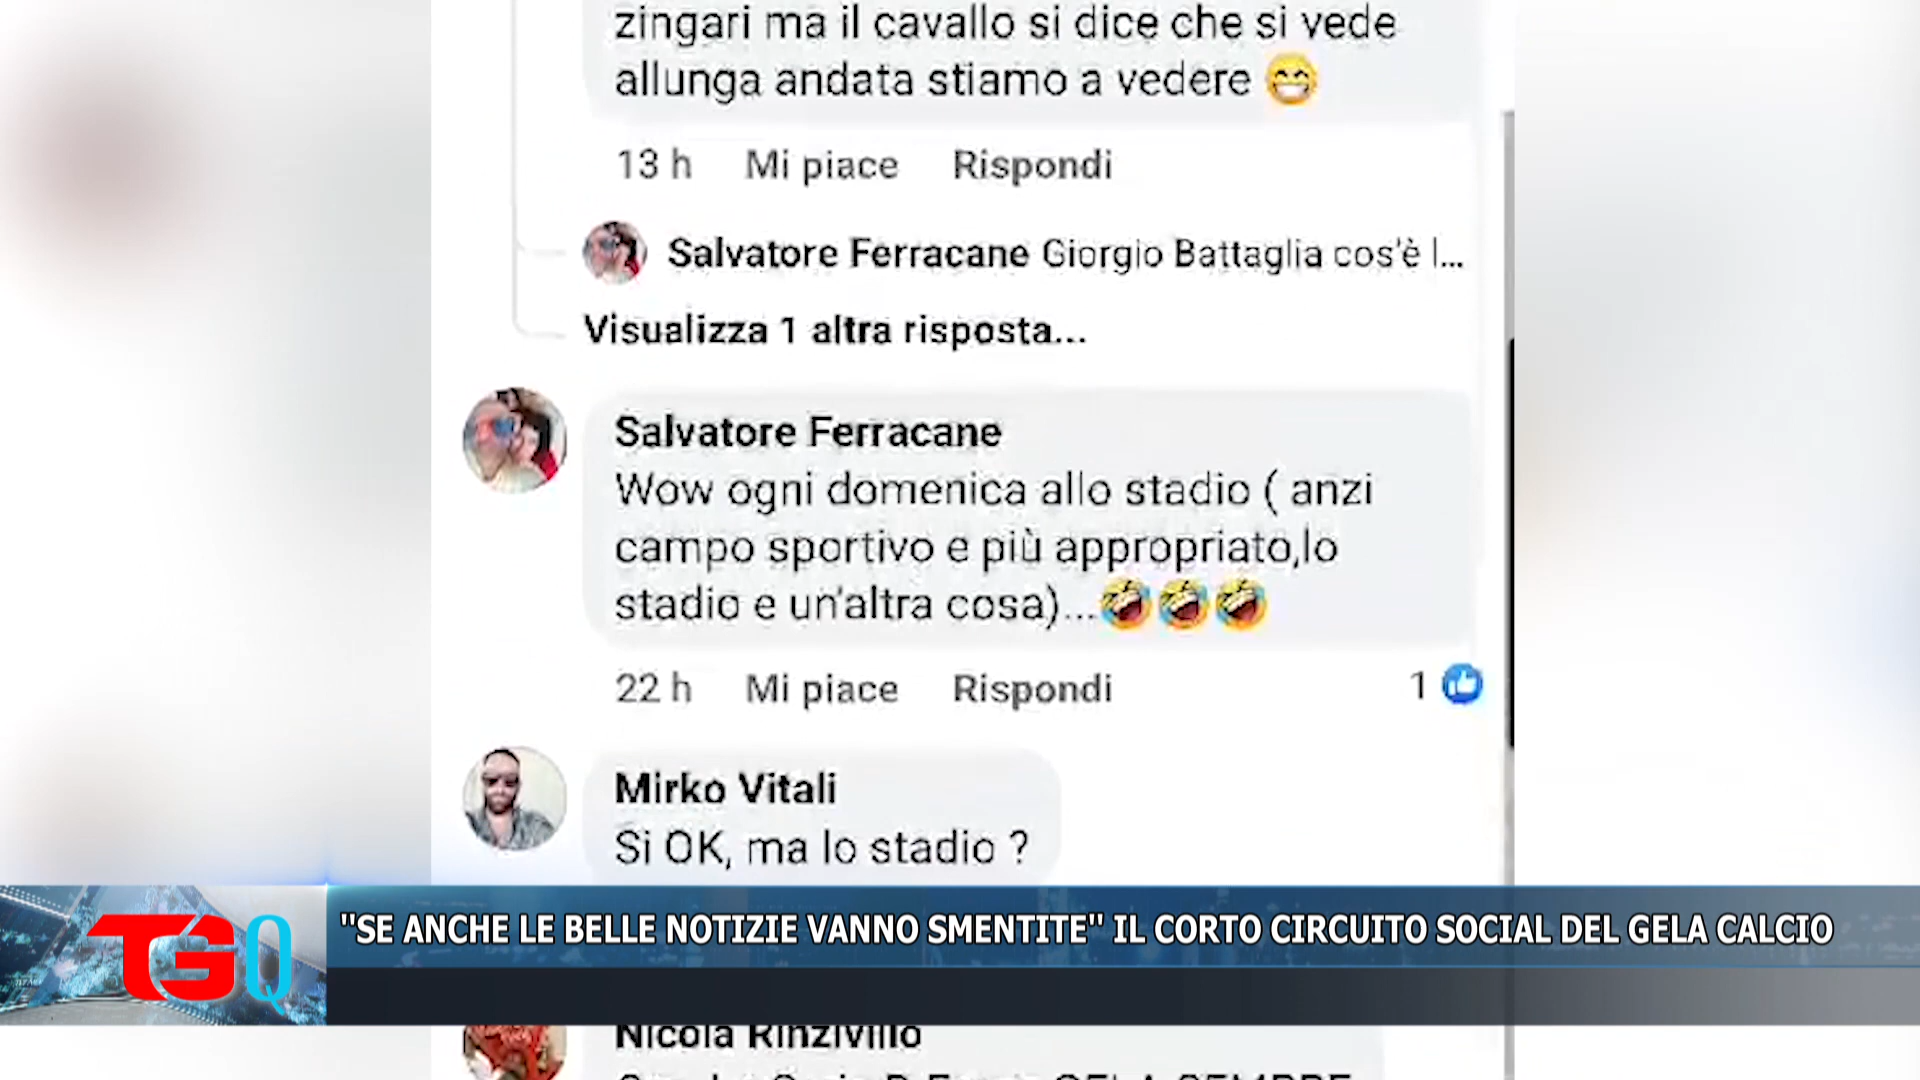 zingari ma il cavallo si dice che si vede
allunga andata stiamo a vedere 😁
13 h Mi piace Rispondi
Salvatore Ferracane Giorgio Battaglia cos'è l...
Visualizza 1 altra risposta...
Salvatore Ferracane
Wow ogni domenica allo stadio ( anzi
campo sportivo e più appropriato,lo
stadio e un'altra cosa)...🤣🤣🤣
22 h Mi piace Rispondi 1
Mirko Vitali
Si OK, ma lo stadio ?
TGQ
"SE ANCHE LE BELLE NOTIZIE VANNO SMENTITE" IL CORTO CIRCUITO SOCIAL DEL GELA CALCIO
Nicola Rinzivillo